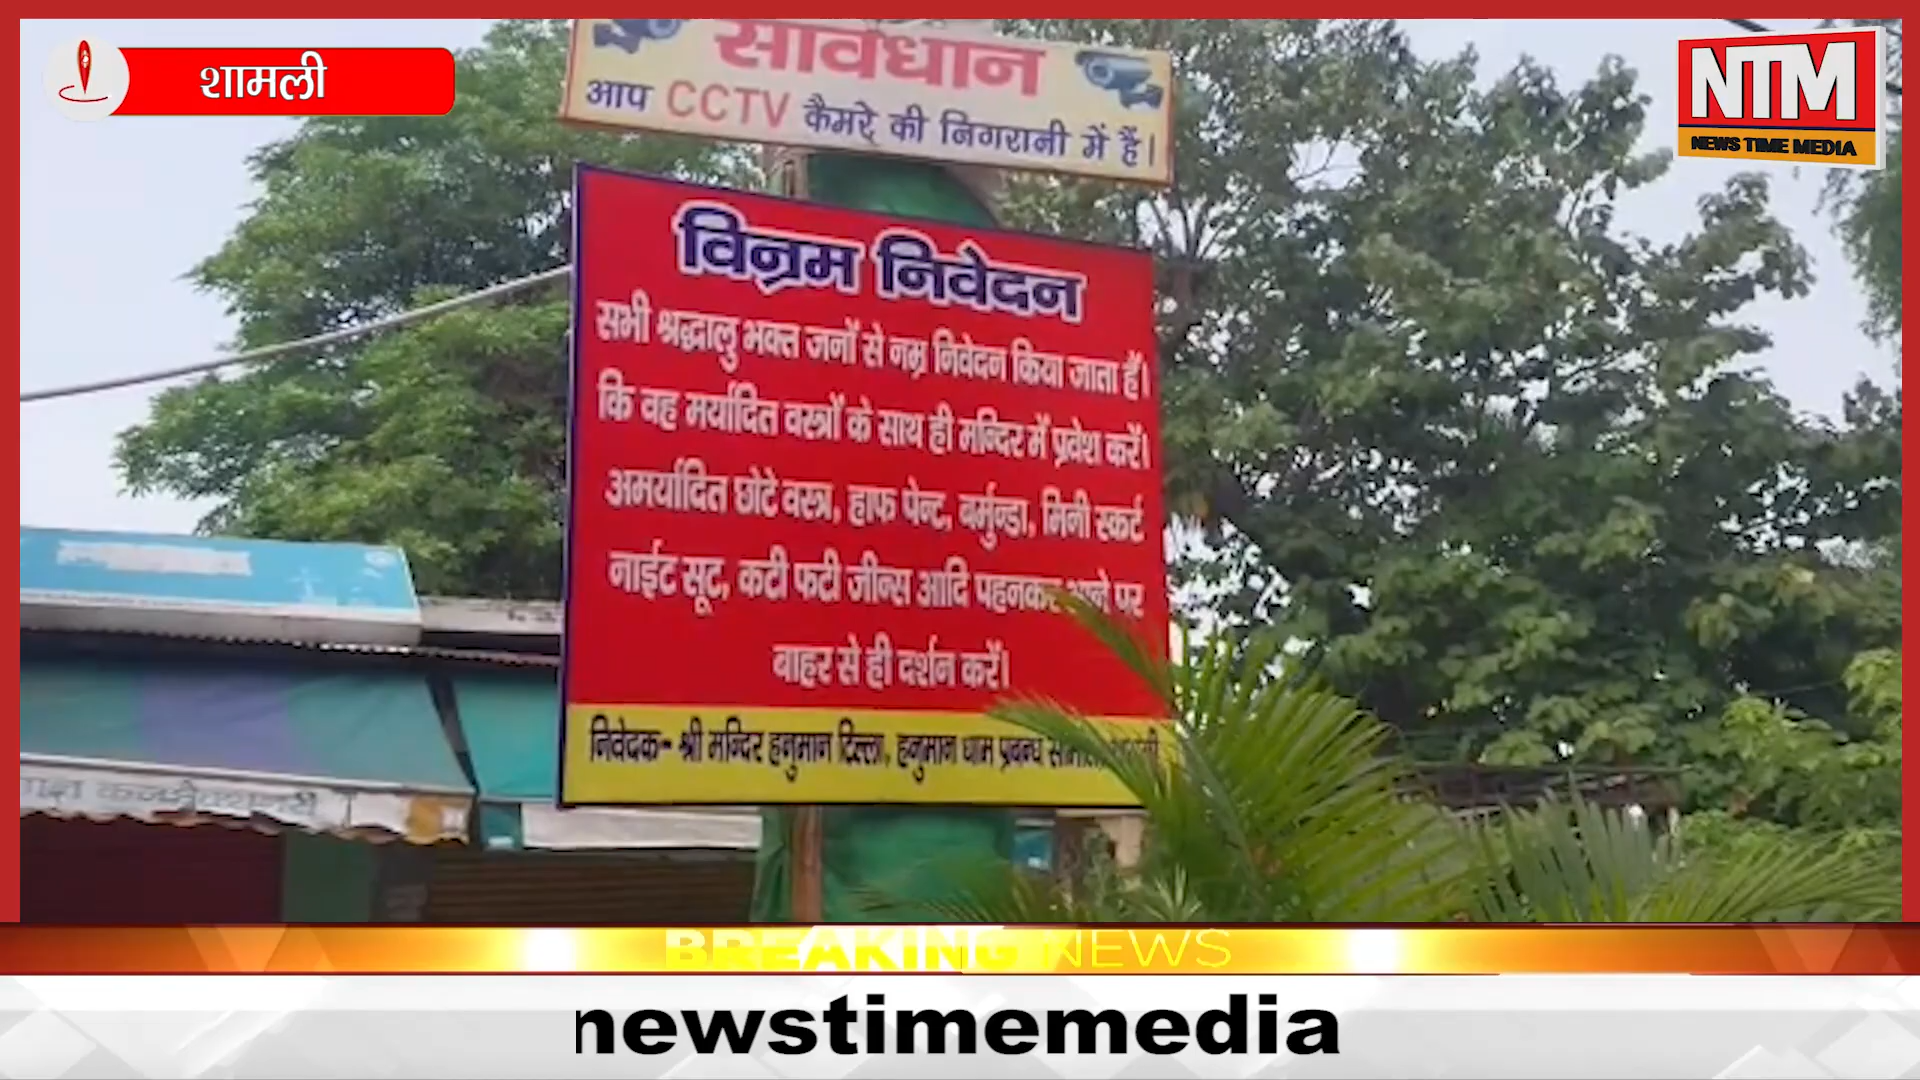 शामली
NTM
NEWS TIME MEDIA
सावधान
आप CCTV कैमरे की निगरानी में हैं।
विन्रम निवेदन
सभी श्रद्धालु भक्त जनों से नम्र निवेदन किया जाता हैं।
कि वह मर्यादित वस्त्रों के साथ ही मन्दिर में प्रवेश करें।
अमर्यादित छोटे वस्त्र, हाफ पेन्ट, बर्मुन्डा, मिनी स्कर्ट
नाईट सूट, कटी फटी जीन्स आदि पहनकर आने पर
बाहर से ही दर्शन करें।
निवेदक- श्री मन्दिर हनुमान टिल्ला, हनुमान धाम प्रबन्ध
BREAKING NEWS
newstimemedia